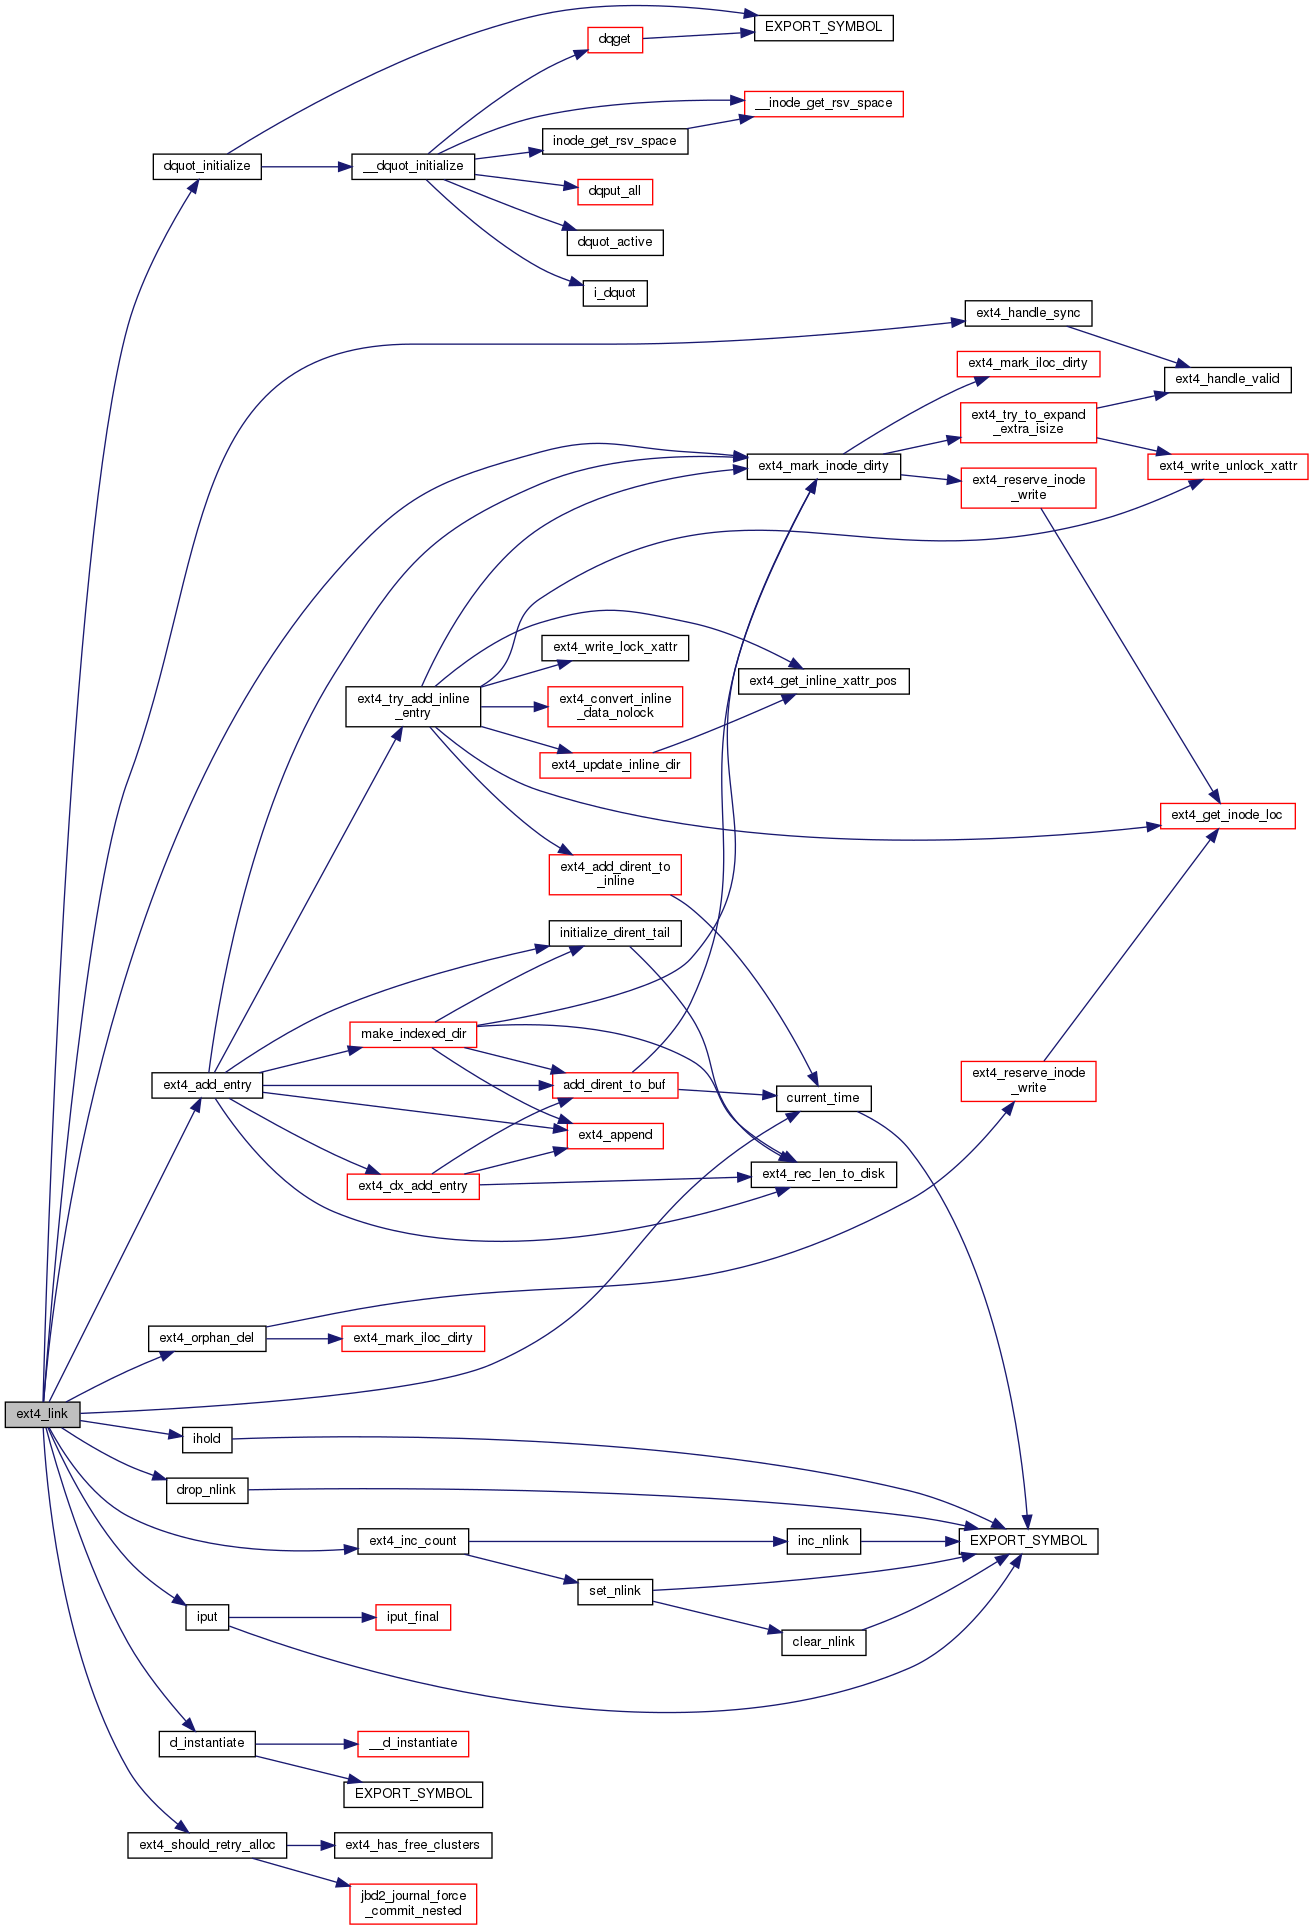 EXPORT_SYMBOL
dqget
__inode_get_rsv_space
inode_get_rsv_space
dquot_initialize
__dquot_initialize
dqput_all
dquot_active
i_dquot
ext4_handle_sync
ext4_mark_iloc_dirty
ext4_handle_valid
ext4_try_to_expand
_extra_isize
ext4_mark_inode_dirty
ext4_write_unlock_xattr
ext4_reserve_inode
_write
ext4_write_lock_xattr
ext4_get_inline_xattr_pos
ext4_try_add_inline
_entry
ext4_convert_inline
_data_nolock
ext4_update_inline_dir
ext4_get_inode_loc
ext4_add_dirent_to
_inline
initialize_dirent_tail
make_indexed_dir
ext4_add_entry
add_dirent_to_buf
current_time
ext4_reserve_inode
_write
ext4_append
ext4_rec_len_to_disk
ext4_dx_add_entry
ext4_orphan_del
ext4_mark_iloc_dirty
ext4_link
ihold
drop_nlink
ext4_inc_count
inc_nlink
EXPORT_SYMBOL
set_nlink
iput
iput_final
clear_nlink
d_instantiate
__d_instantiate
EXPORT_SYMBOL
ext4_should_retry_alloc
ext4_has_free_clusters
jbd2_journal_force
_commit_nested